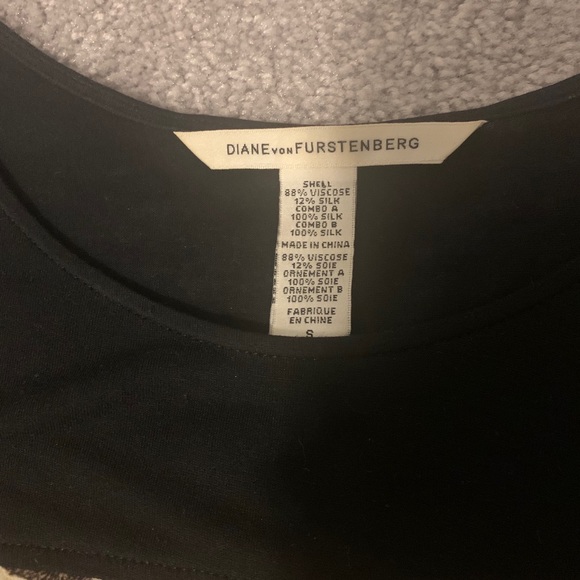 DIANE VON FURSTENBERG
SHELL
88% VISCOSE
12% SILK
COMBO A
100% SILK
COMBO B
100% SILK
MADE IN CHINA
88% VISCOSE
12% SOIE
ORNEMENT A
100% SOIE
ORNEMENT B
100% SOIE
FABRIQUE
EN CHINE
S